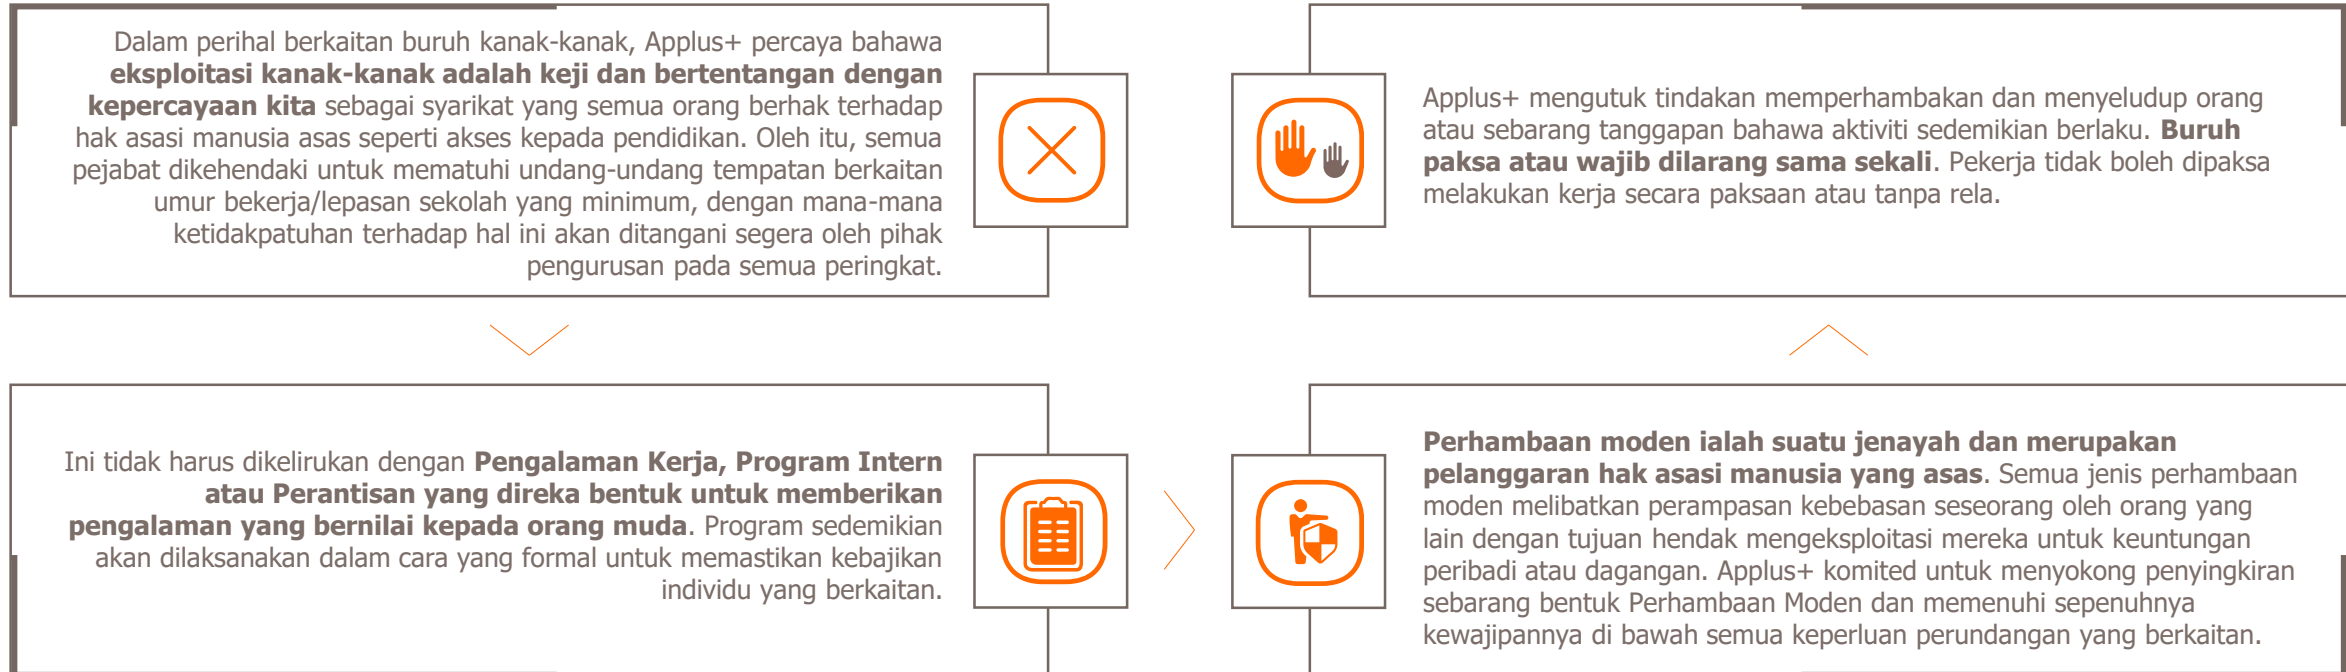 Dalam perihal berkaitan buruh kanak-kanak, Applus+ percaya bahawa
eksploitasi kanak-kanak adalah keji dan bertentangan dengan
kepercayaan kita sebagai syarikat yang semua orang berhak terhadap
hak asasi manusia asas seperti akses kepada pendidikan. Oleh itu, semua
pejabat dikehendaki untuk mematuhi undang-undang tempatan berkaitan
umur bekerja/lepasan sekolah yang minimum, dengan mana-mana
ketidakpatuhan terhadap hal ini akan ditangani segera oleh pihak
pengurusan pada semua peringkat.
Ini tidak harus dikelirukan dengan Pengalaman Kerja, Program Intern
atau Perantisan yang direka bentuk untuk memberikan
pengalaman yang bernilai kepada orang muda. Program sedemikian
akan dilaksanakan dalam cara yang formal untuk memastikan kebajikan
individu yang berkaitan.
Perhambaan moden ialah suatu jenayah dan merupakan
pelanggaran hak asasi manusia yang asas. Semua jenis perhambaan
moden melibatkan perampasan kebebasan seseorang oleh orang yang
lain dengan tujuan hendak mengeksploitasi mereka untuk keuntungan
peribadi atau dagangan. Applus+ komited untuk menyokong penyingkiran
sebarang bentuk Perhambaan Moden dan memenuhi sepenuhnya
kewajipannya di bawah semua keperluan perundangan yang berkaitan.
Applus+ mengutuk tindakan memperhambakan dan menyeludup orang
atau sebarang tanggapan bahawa aktiviti sedemikian berlaku. Buruh
paksa atau wajib dilarang sama sekali. Pekerja tidak boleh dipaksa
melakukan kerja secara paksaan atau tanpa rela.